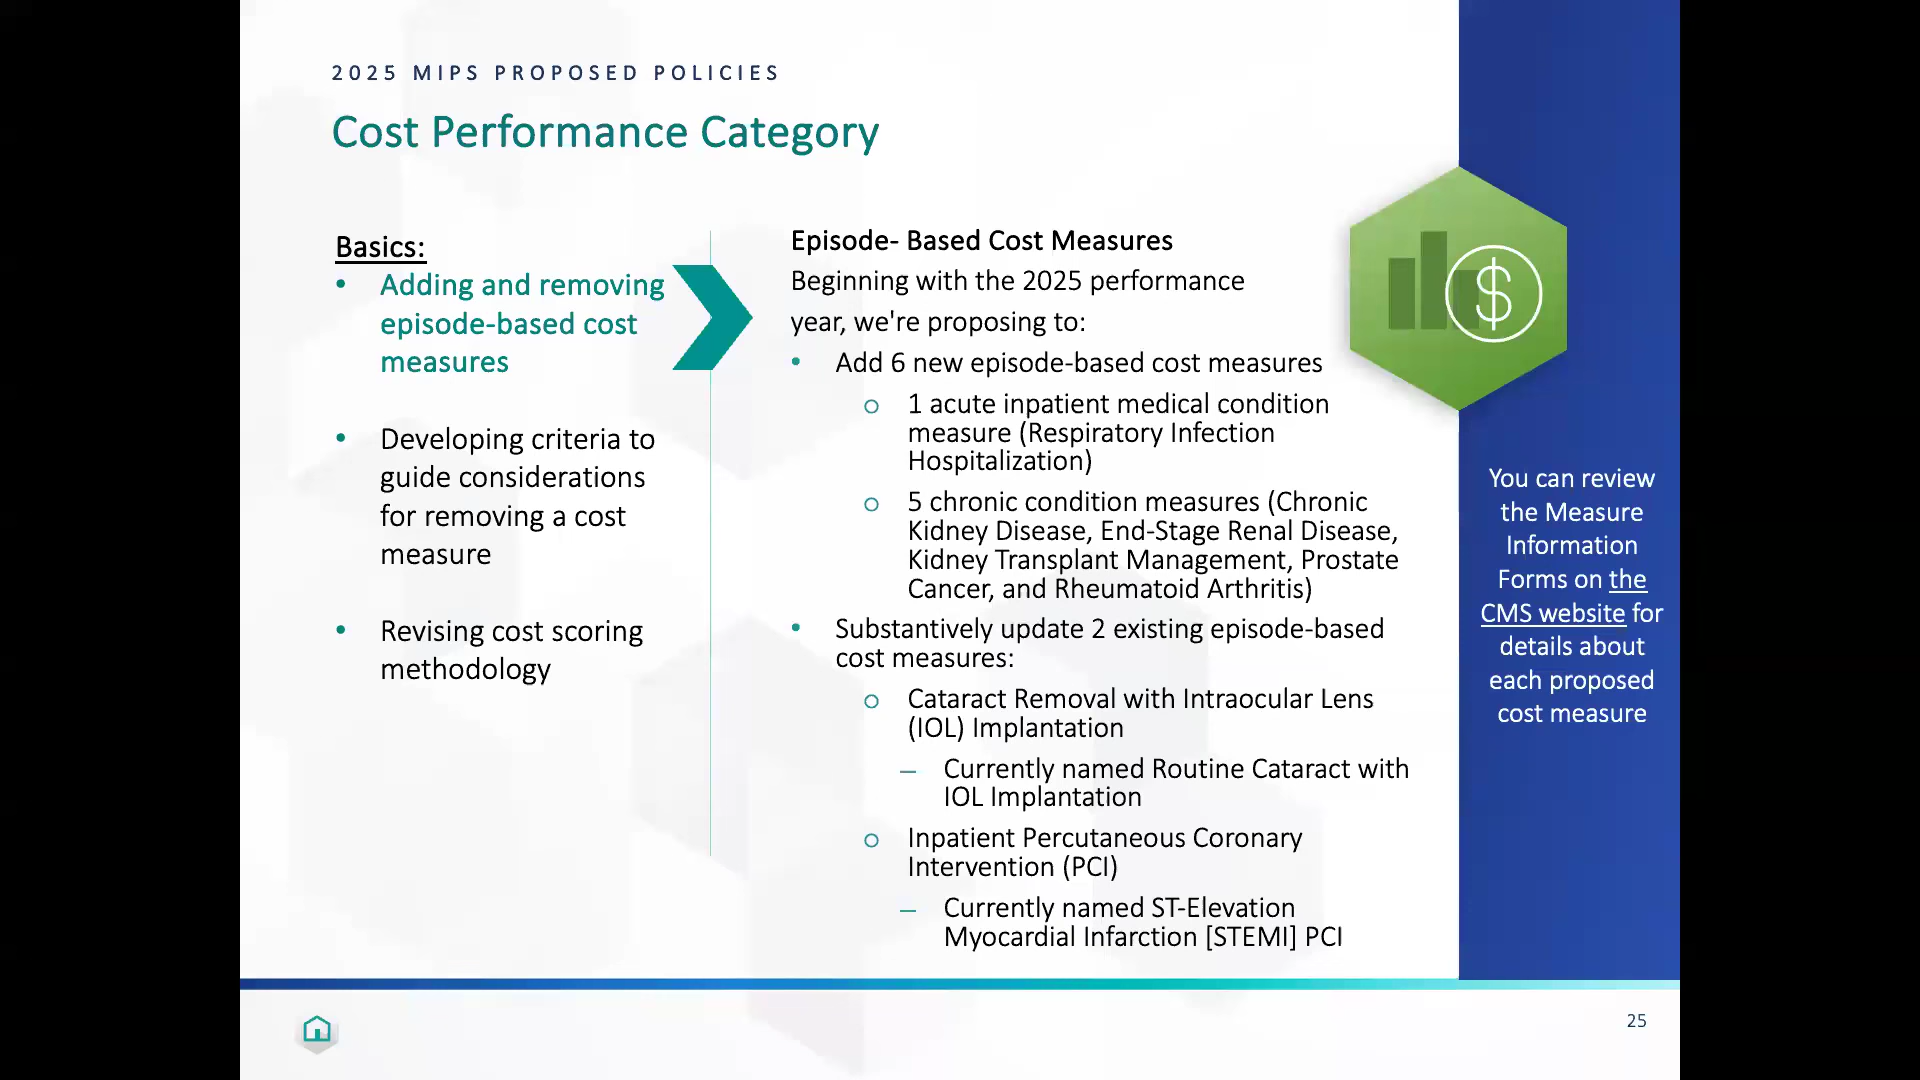 2025 MIPS PROPOSED POLICIES
Cost Performance Category
Basics:
• Adding and removing
episode-based cost
measures
• Developing criteria to
guide considerations
for removing a cost
measure
• Revising cost scoring
methodology
Episode- Based Cost Measures
Beginning with the 2025 performance
year, we're proposing to:
• Add 6 new episode-based cost measures
o 1 acute inpatient medical condition
measure (Respiratory Infection
Hospitalization)
o 5 chronic condition measures (Chronic
Kidney Disease, End-Stage Renal Disease,
Kidney Transplant Management, Prostate
Cancer, and Rheumatoid Arthritis)
• Substantively update 2 existing episode-based
cost measures:
o Cataract Removal with Intraocular Lens
(IOL) Implantation
– Currently named Routine Cataract with
IOL Implantation
o Inpatient Percutaneous Coronary
Intervention (PCI)
– Currently named ST-Elevation
Myocardial Infarction [STEMI] PCI
$
You can review
the Measure
Information
Forms on the
CMS website for
details about
each proposed
cost measure
25